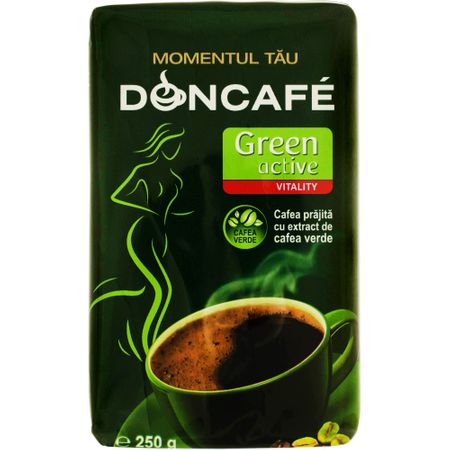 MOMENTUL TĂU
DONCAFÉ
Green
active
VITALITY
CAFEA
VERDE
Cafea prăjită
cu extract de
cafea verde
℮ 250 g